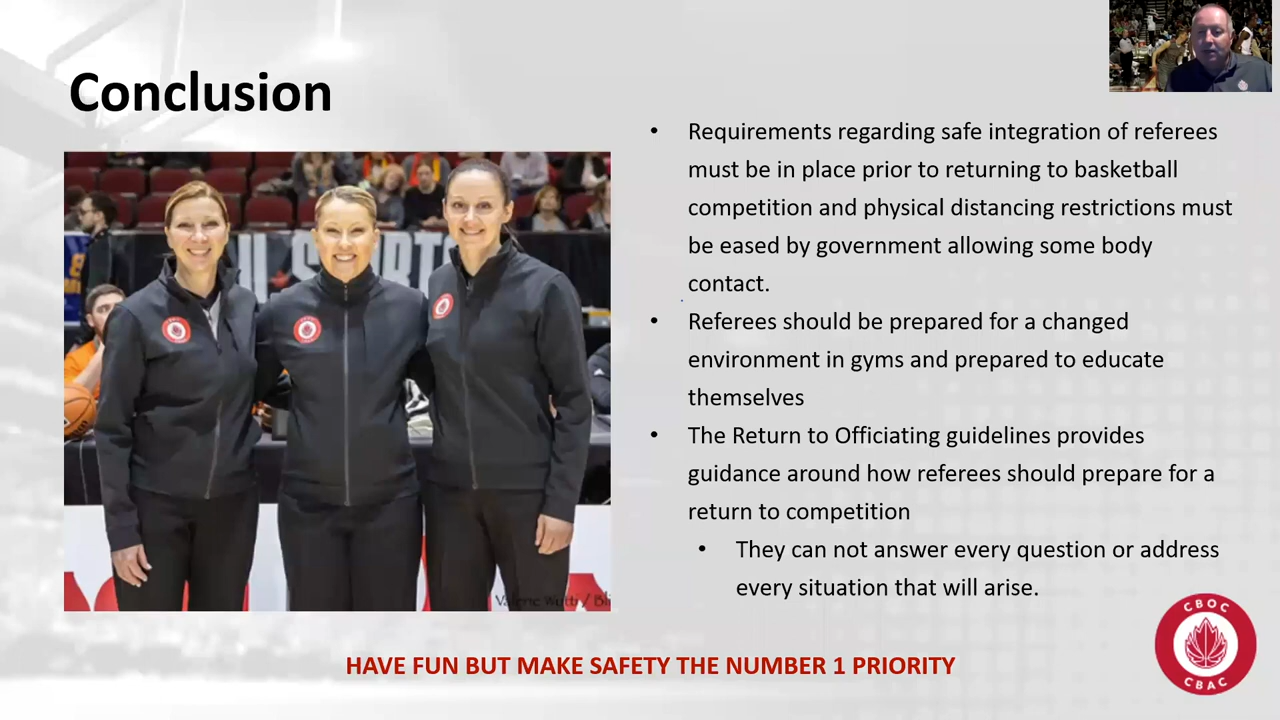 Conclusion
• Requirements regarding safe integration of referees
must be in place prior to returning to basketball
competition and physical distancing restrictions must
be eased by government allowing some body
contact.
• Referees should be prepared for a changed
environment in gyms and prepared to educate
themselves
• The Return to Officiating guidelines provides
guidance around how referees should prepare for a
return to competition
• They can not answer every question or address
every situation that will arise.
HAVE FUN BUT MAKE SAFETY THE NUMBER 1 PRIORITY
CBOC
CBAC